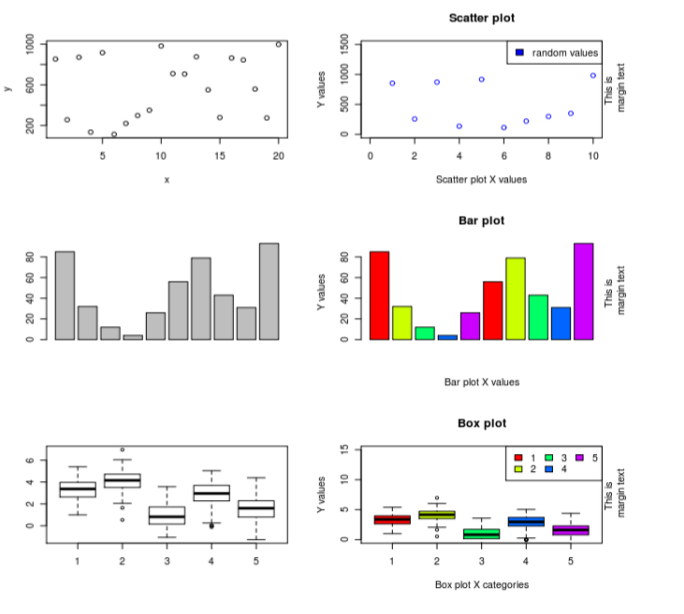 y
200
600
1000
5
10
15
20
x
Scatter plot
Y values
0
500
1000
1500
random values
This is
margin text
0
2
4
6
8
10
Scatter plot X values
0
20
40
60
80
Bar plot
Y values
0
20
40
60
80
This is
margin text
Bar plot X values
6
4
2
0
1
2
3
4
5
Box plot
Y values
15
10
5
0
1 3 5
2 4
This is
margin text
1
2
3
4
5
Box plot X categories